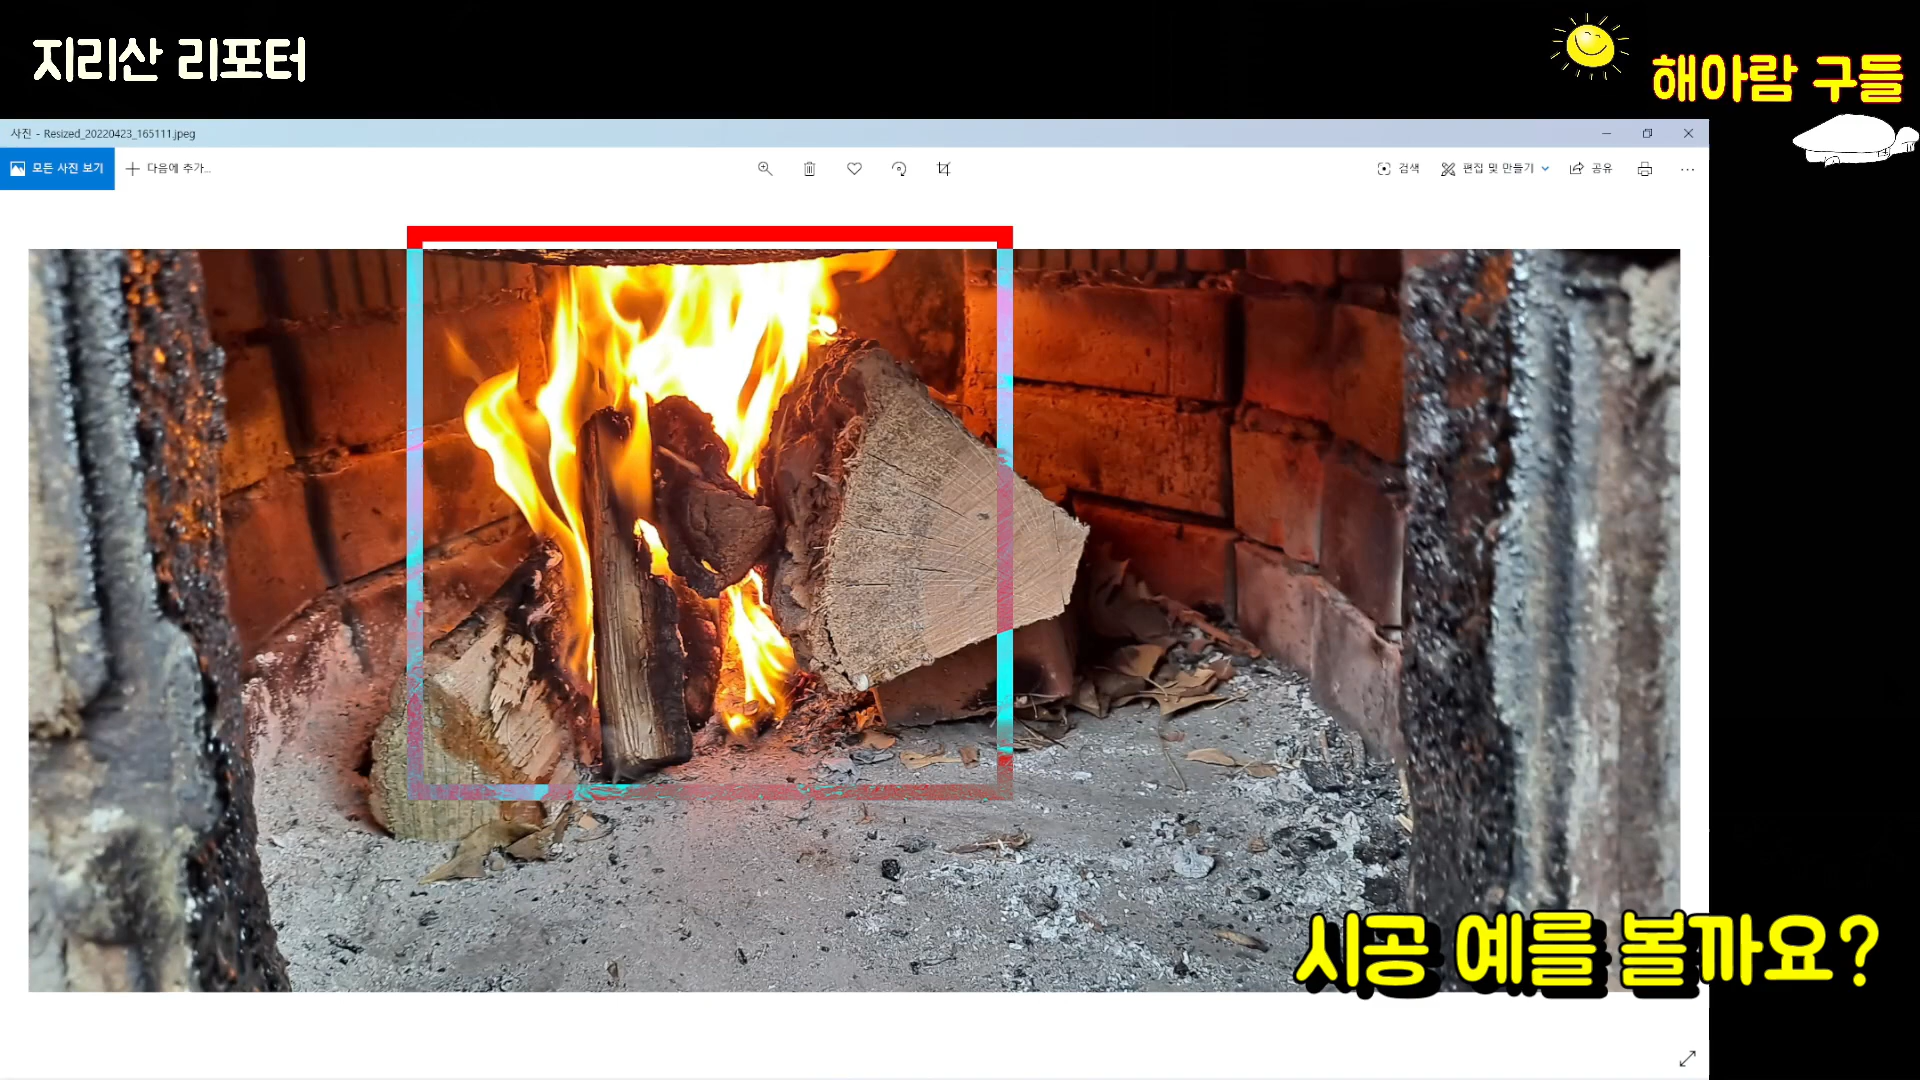 지리산 리포터
해아람 구들
사진 - Resized_20220423_165111.jpeg
모든 사진 보기
다음에 추가...
검색
편집 및 만들기
공유
시공 예를 볼까요?